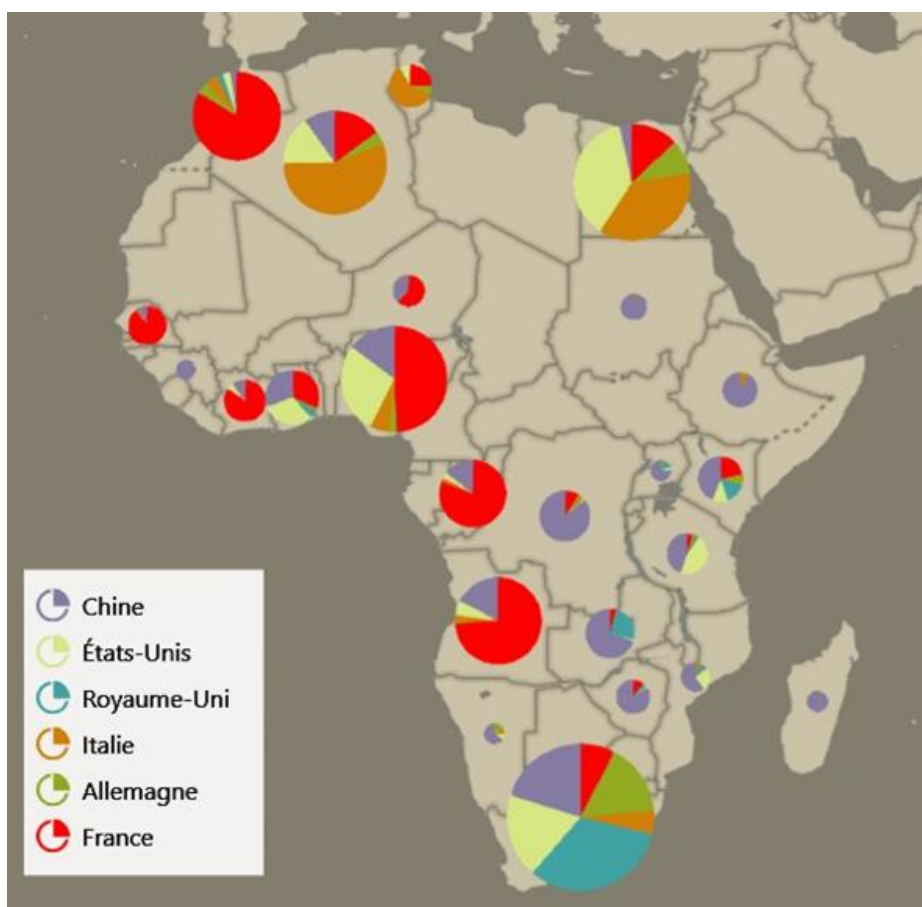 Chine
États-Unis
Royaume-Uni
Italie
Allemagne
France